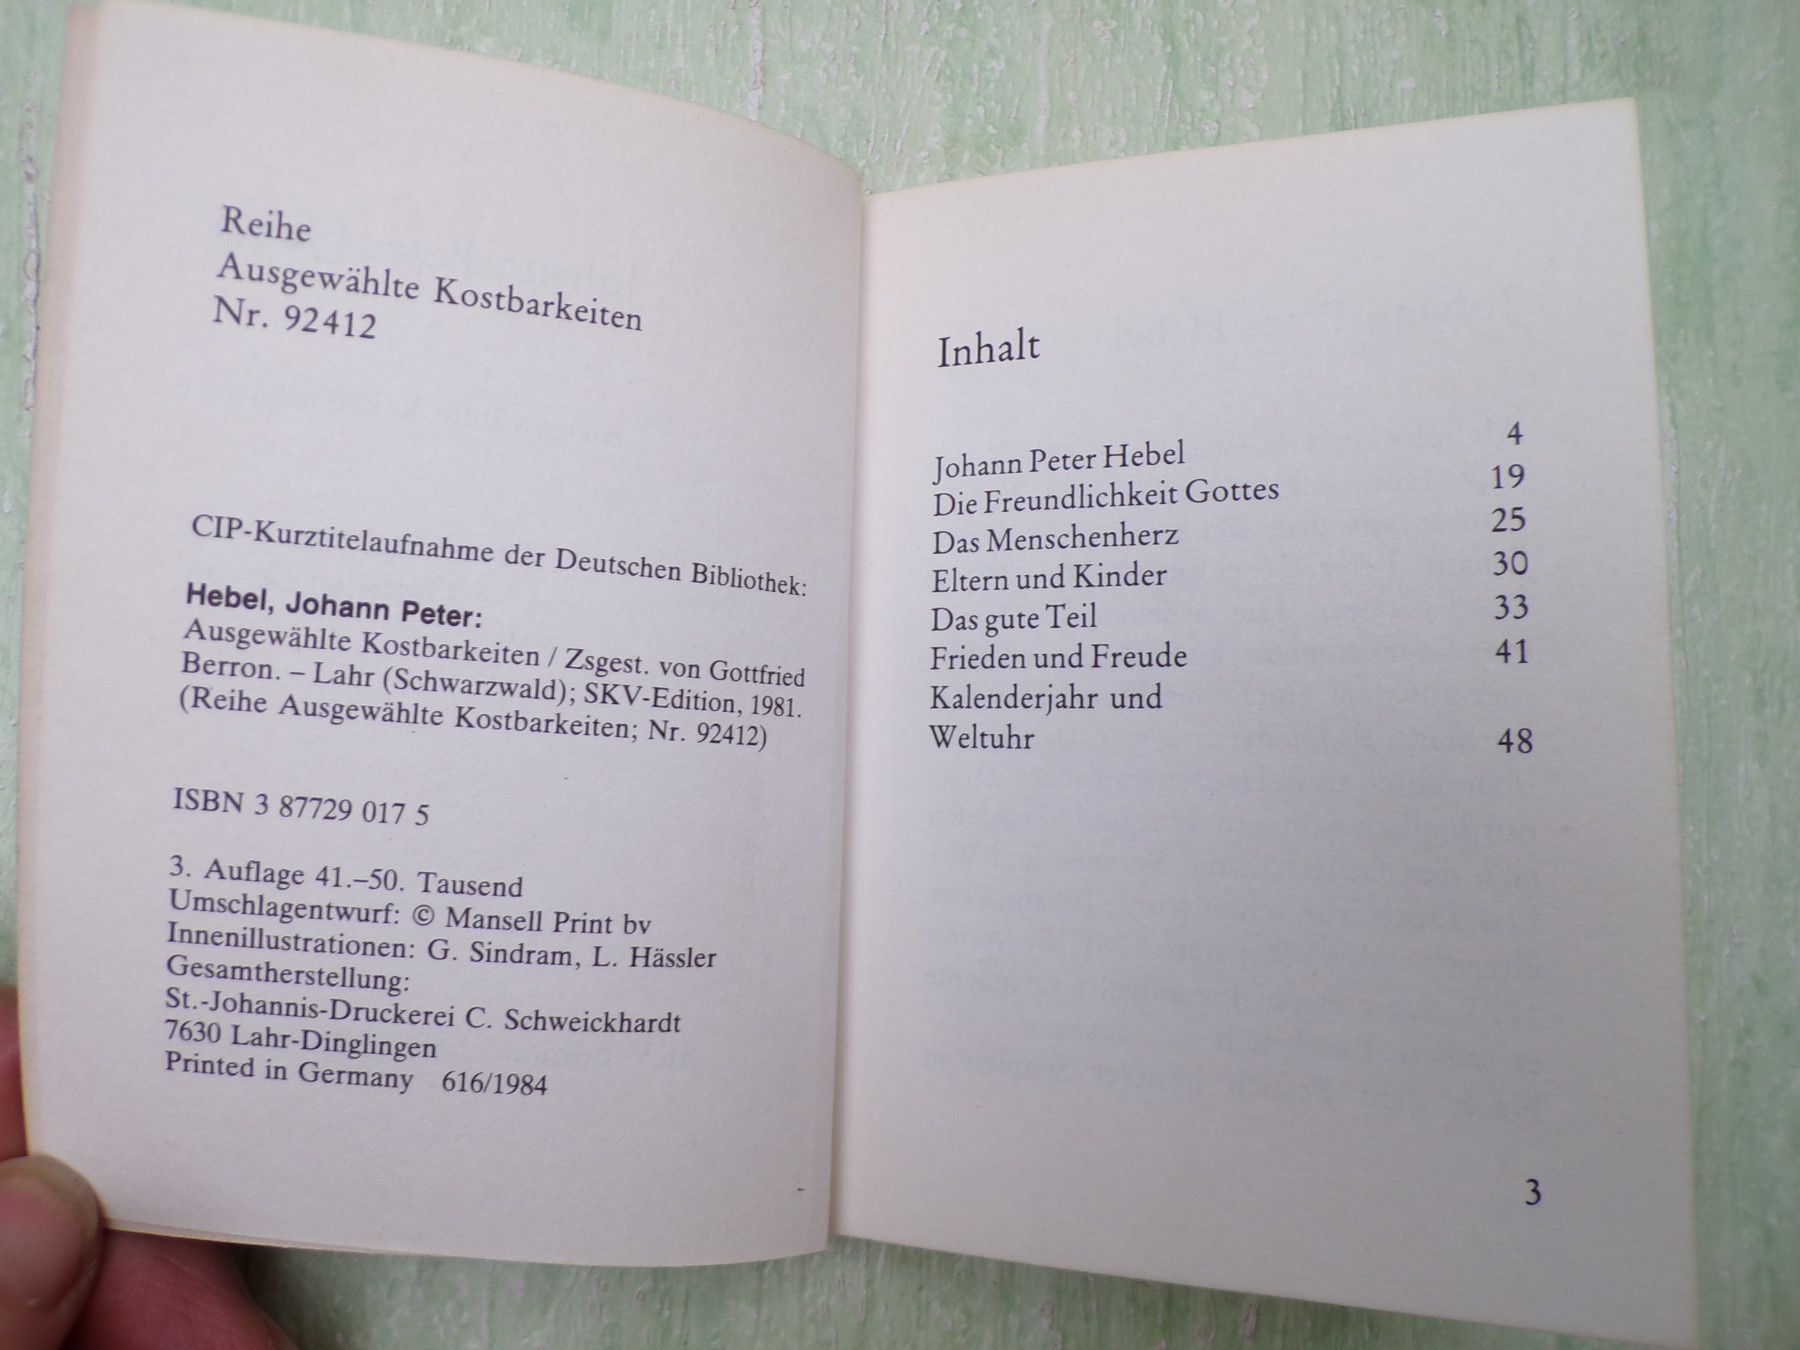 Reihe
Ausgewählte Kostbarkeiten
Nr. 92412
CIP-Kurztitelaufnahme der Deutschen Bibliothek:
Hebel, Johann Peter:
Ausgewählte Kostbarkeiten / Zsgest. von Gottfried
Berron. – Lahr (Schwarzwald); SKV-Edition, 1981.
(Reihe Ausgewählte Kostbarkeiten; Nr. 92412)
ISBN 3 87729 017 5
3. Auflage 41.–50. Tausend
Umschlagentwurf: © Mansell Print bv
Innenillustrationen: G. Sindram, L. Hässler
Gesamtherstellung:
St.-Johannis-Druckerei C. Schweickhardt
7630 Lahr-Dinglingen
Printed in Germany 616/1984
Inhalt
Johann Peter Hebel 4
Die Freundlichkeit Gottes 19
Das Menschenherz 25
Eltern und Kinder 30
Das gute Teil 33
Frieden und Freude 41
Kalenderjahr und
Weltuhr 48
3